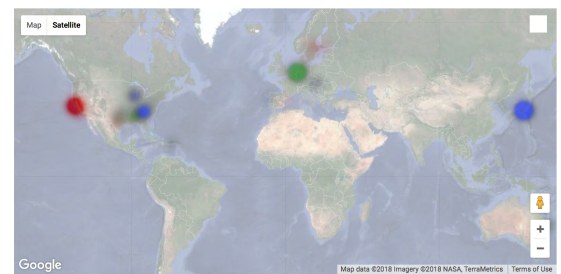 Map Satellite
Google
Map data ©2018 Imagery ©2018 NASA, TerraMetrics Terms of Use